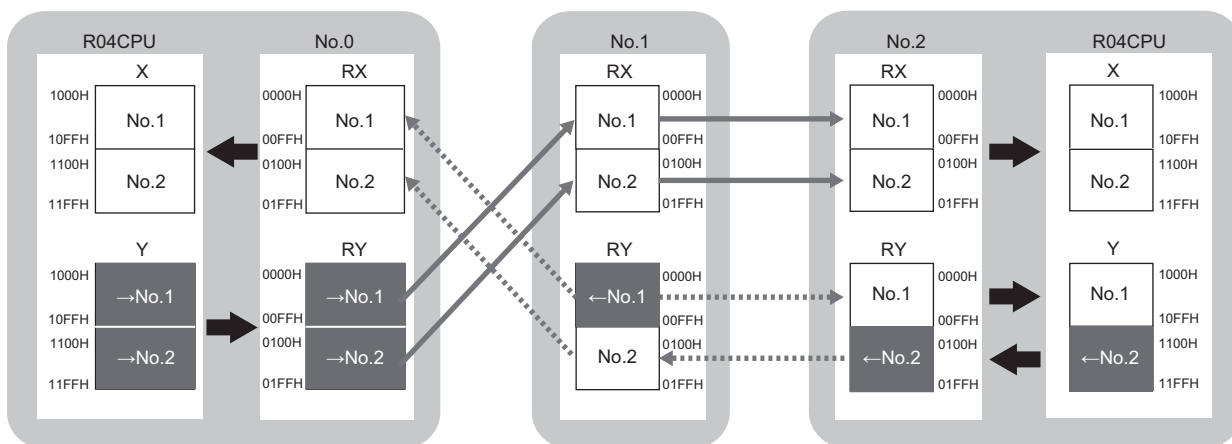 R04CPU
No.0
No.1
No.2
R04CPU
X
RX
RX
RX
X
1000H
10FFH
1100H
11FFH
No.1
No.2
0000H
00FFH
0100H
01FFH
No.1
No.2
No.1
No.2
0000H
00FFH
0100H
01FFH
No.1
No.2
0000H
00FFH
0100H
01FFH
No.1
No.2
1000H
10FFH
1100H
11FFH
Y
RY
RY
RY
Y
1000H
10FFH
1100H
11FFH
→No.1
→No.2
0000H
00FFH
0100H
01FFH
→No.1
→No.2
←No.1
No.2
0000H
00FFH
0100H
01FFH
No.1
←No.2
0000H
00FFH
0100H
01FFH
No.1
←No.2
1000H
10FFH
1100H
11FFH